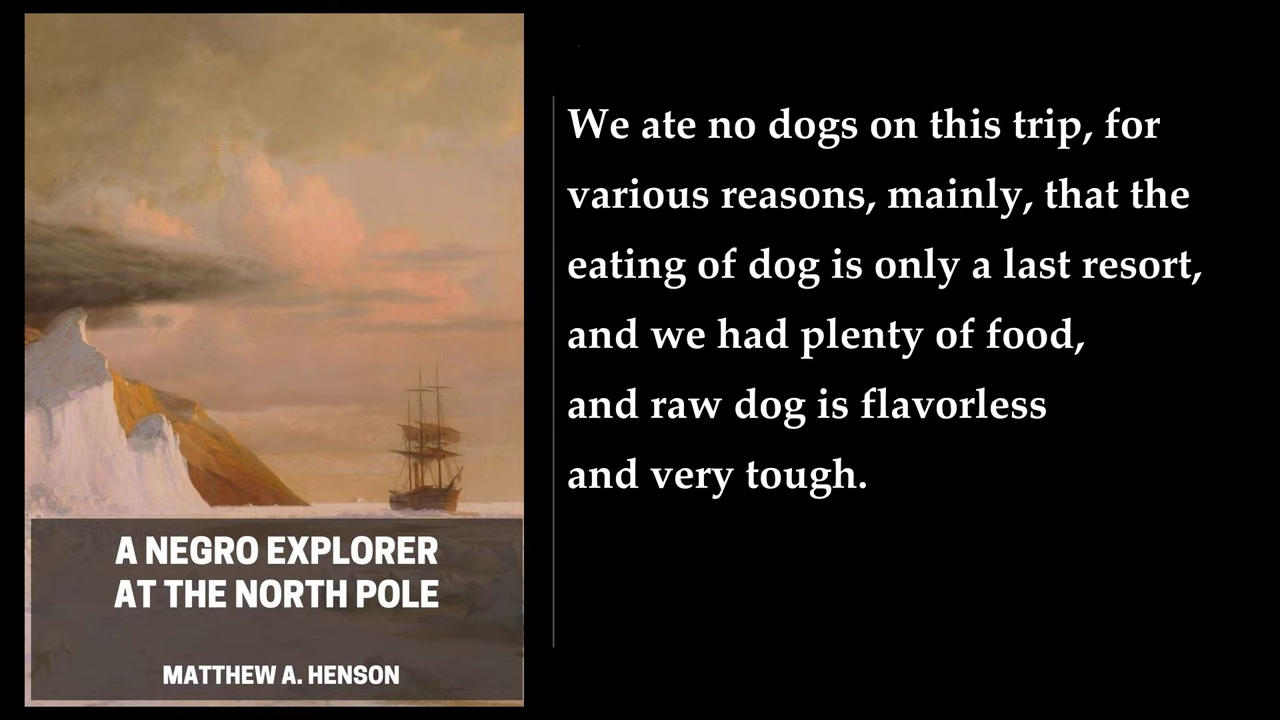 A NEGRO EXPLORER
AT THE NORTH POLE
MATTHEW A. HENSON
We ate no dogs on this trip, for
various reasons, mainly, that the
eating of dog is only a last resort,
and we had plenty of food,
and raw dog is flavorless
and very tough.